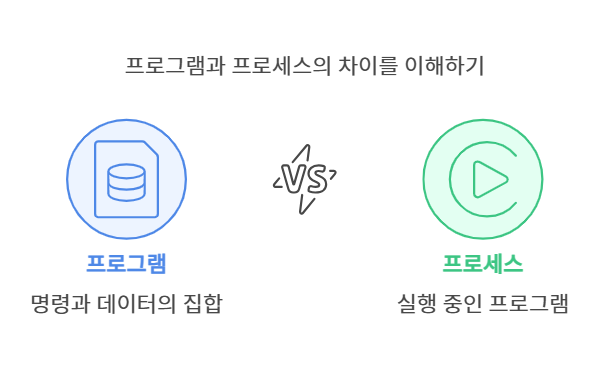 프로그램과 프로세스의 차이를 이해하기
VS
프로그램
프로세스
명령과 데이터의 집합
실행 중인 프로그램